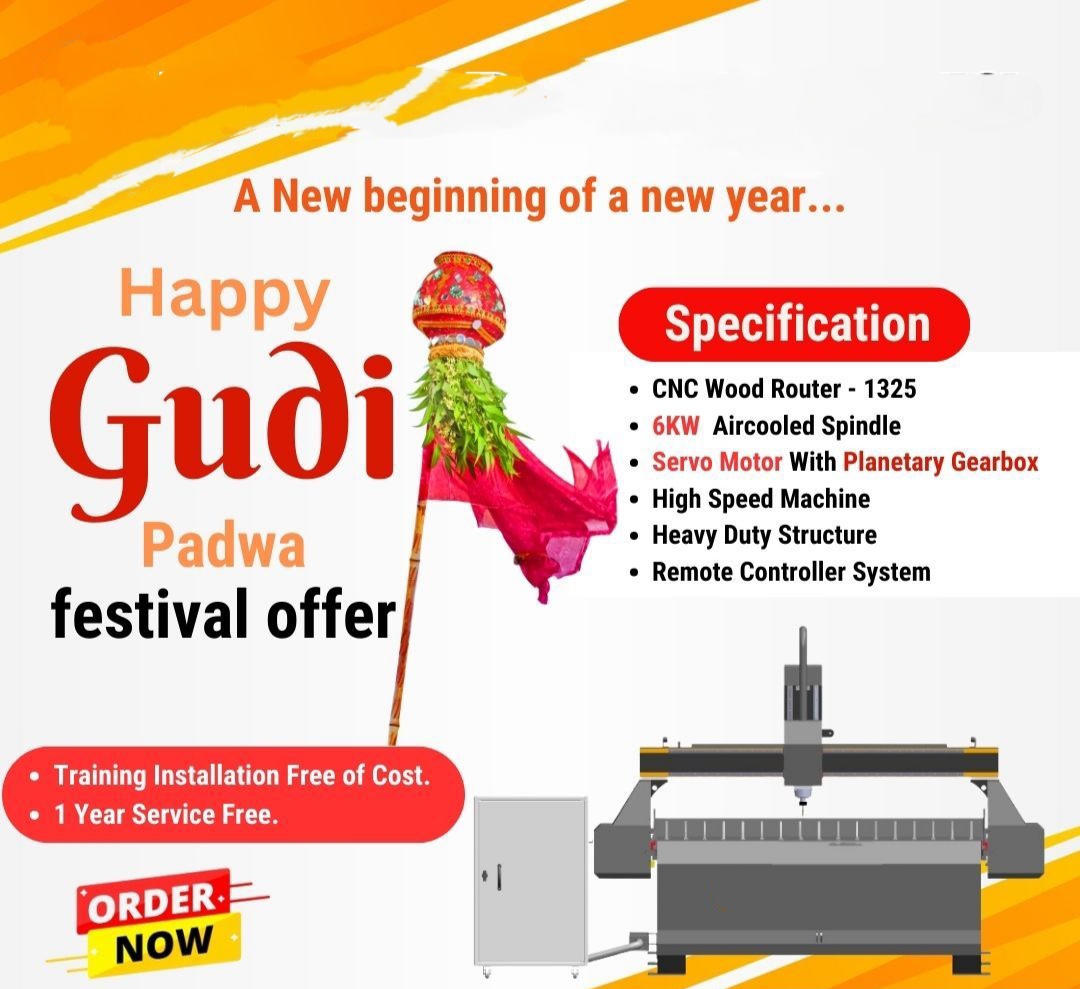 A New beginning of a new year...
Happy
Gudi
Padwa
festival offer
Specification
• CNC Wood Router - 1325
• 6KW Aircooled Spindle
• Servo Motor With Planetary Gearbox
• High Speed Machine
• Heavy Duty Structure
• Remote Controller System
• Training Installation Free of Cost.
• 1 Year Service Free.
ORDER
NOW